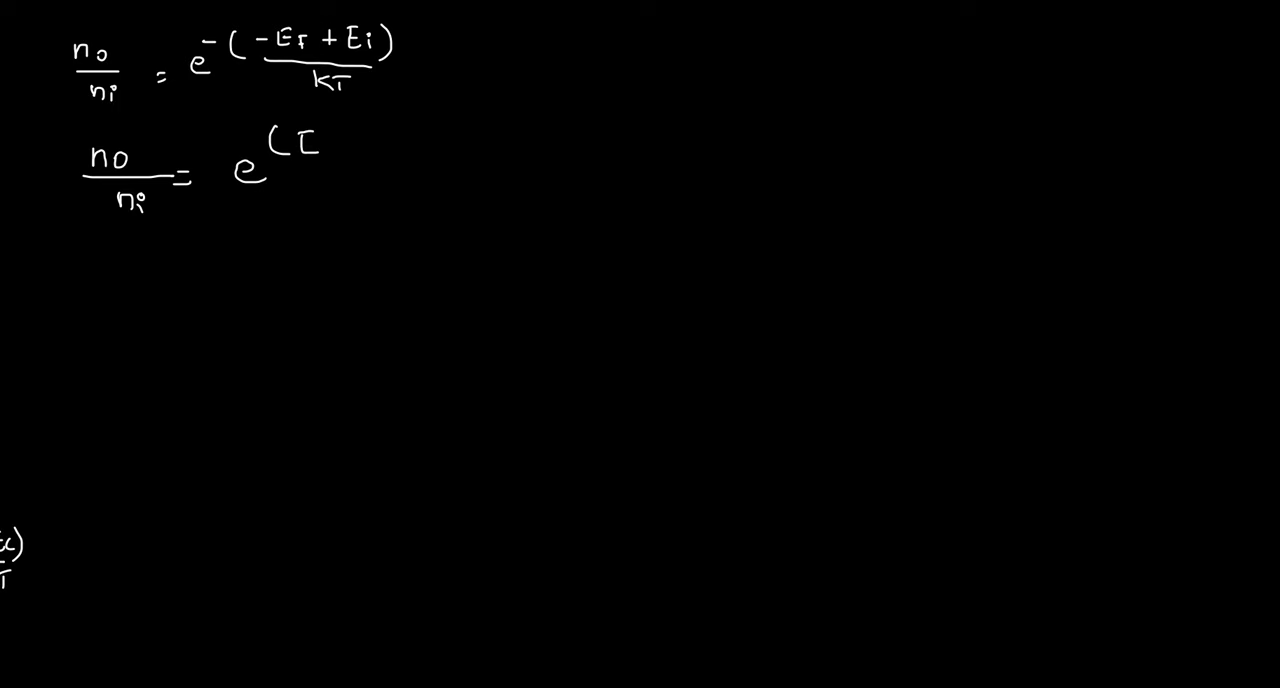 n₀/nᵢ = e^-((-E_F + Eᵢ)/KT)
n₀/nᵢ = e^(E